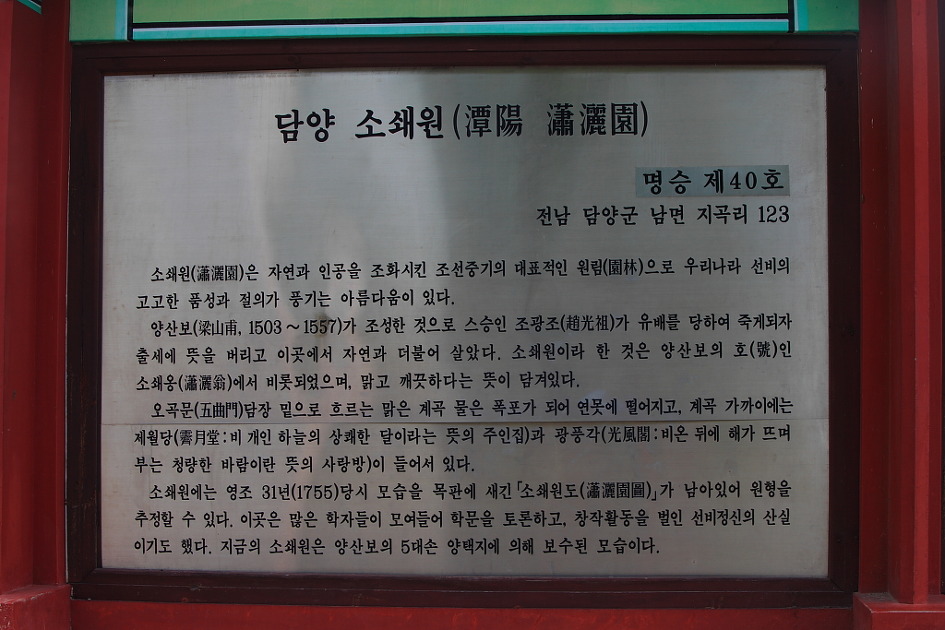 담양 소쇄원(潭陽 瀟灑園)
명승 제40호
전남 담양군 남면 지곡리 123
소쇄원(瀟灑園)은 자연과 인공을 조화시킨 조선중기의 대표적인 원림(園林)으로 우리나라 선비의
고고한 품성과 절의가 풍기는 아름다움이 있다.
양산보(梁山甫, 1503～1557)가 조성한 것으로 스승인 조광조(趙光祖)가 유배를 당하여 죽게되자
출세에 뜻을 버리고 이곳에서 자연과 더불어 살았다. 소쇄원이라 한 것은 양산보의 호(號)인
소쇄옹(瀟灑翁)에서 비롯되었으며, 맑고 깨끗하다는 뜻이 담겨있다.
오곡문(五曲門)담장 밑으로 흐르는 맑은 계곡 물은 폭포가 되어 연못에 떨어지고, 계곡 가까이에는
제월당(霽月堂:비 개인 하늘의 상쾌한 달이라는 뜻의 주인집)과 광풍각(光風閣:비온 뒤에 해가 뜨며
부는 청량한 바람이란 뜻의 사랑방)이 들어서 있다.
소쇄원에는 영조 31년(1755)당시 모습을 목판에 새긴「소쇄원도(瀟灑園圖)」가 남아있어 원형을
추정할 수 있다. 이곳은 많은 학자들이 모여들어 학문을 토론하고, 창작활동을 벌인 선비정신의 산실
이기도 했다. 지금의 소쇄원은 양산보의 5대손 양택지에 의해 보수된 모습이다.